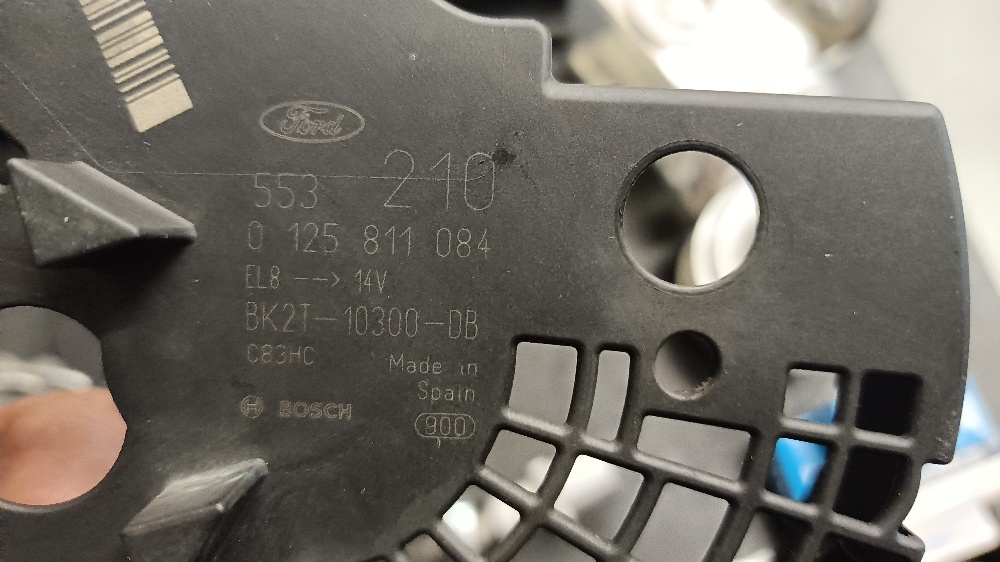 Ford
553 210
0 125 811 084
EL8 --> 14V
BK2T-10300-DB
C83HC
Made in
Spain
BOSCH
900